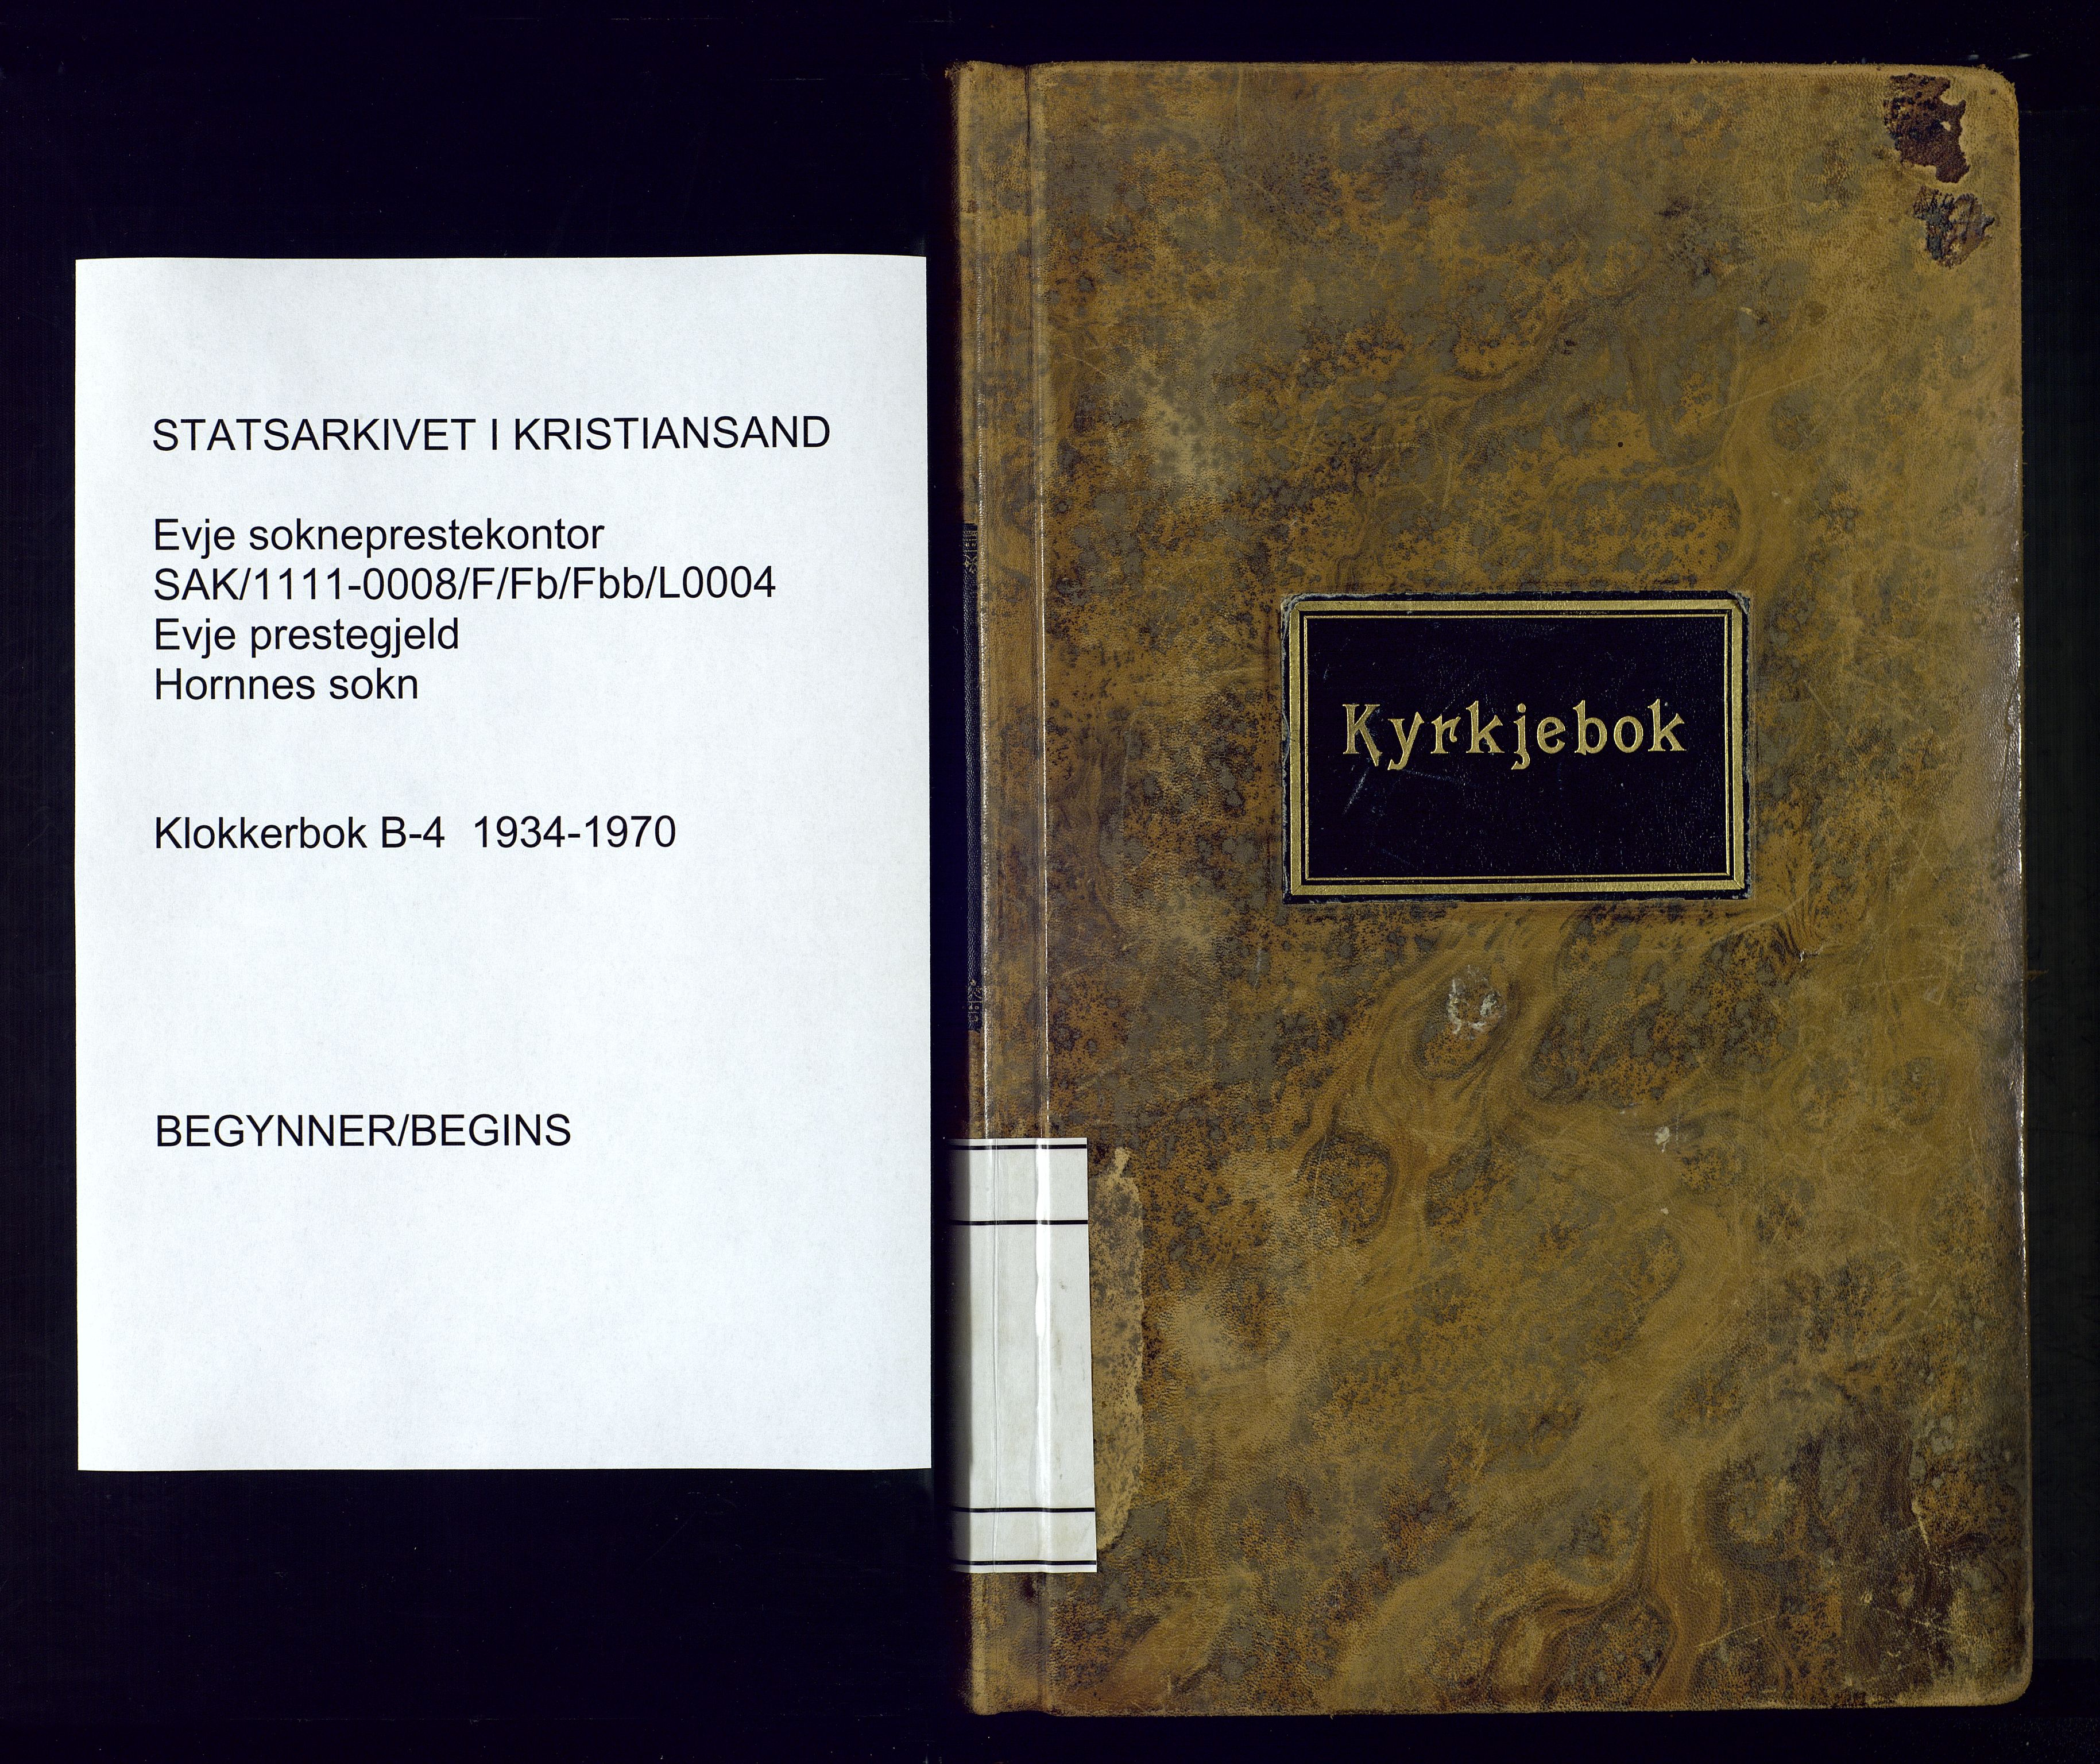 STATSARKIVET I KRISTIANSAND
Evje sokneprestekontor
SAK/1111-0008/F/Fb/Fbb/L0004
Evje prestegjeld
Hornnes sokn
Klokkerbok B-4 1934-1970
BEGYNNER/BEGINS
Kyrkjebok